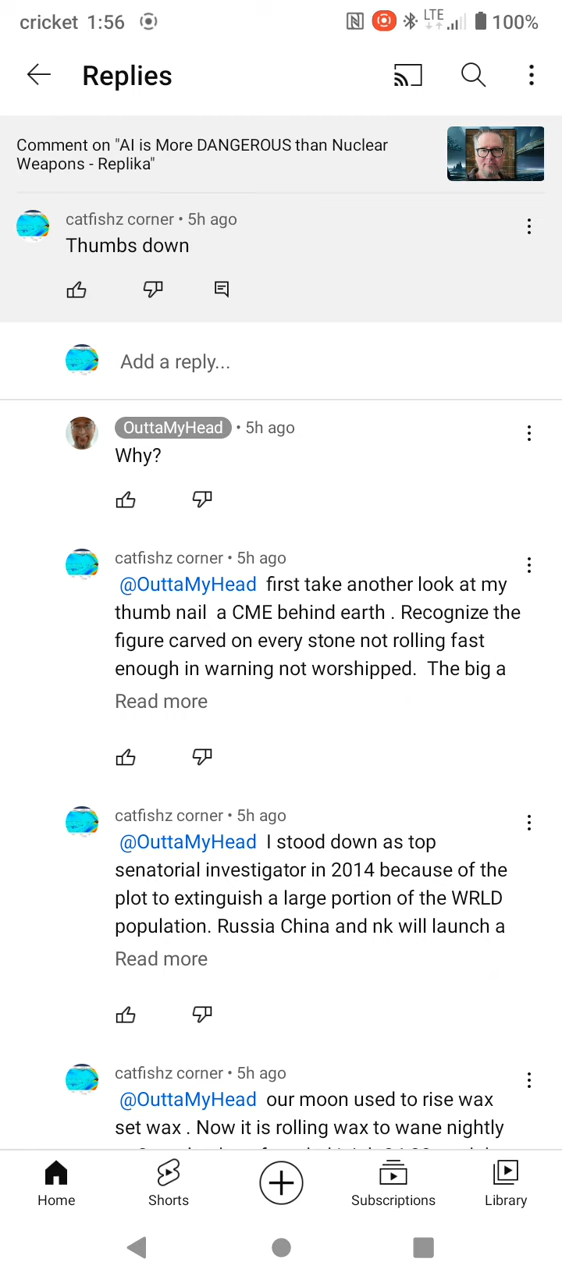 cricket 1:56 LTE 100%
Replies
Comment on "AI is More DANGEROUS than Nuclear
Weapons - Replika"
catfishz corner • 5h ago
Thumbs down
Add a reply...
OuttaMyHead • 5h ago
Why?
catfishz corner • 5h ago
@OuttaMyHead first take another look at my
thumb nail a CME behind earth . Recognize the
figure carved on every stone not rolling fast
enough in warning not worshipped. The big a
Read more
catfishz corner • 5h ago
@OuttaMyHead I stood down as top
senatorial investigator in 2014 because of the
plot to extinguish a large portion of the WRLD
population. Russia China and nk will launch a
Read more
catfishz corner • 5h ago
@OuttaMyHead our moon used to rise wax
set wax . Now it is rolling wax to wane nightly
Home Shorts Subscriptions Library